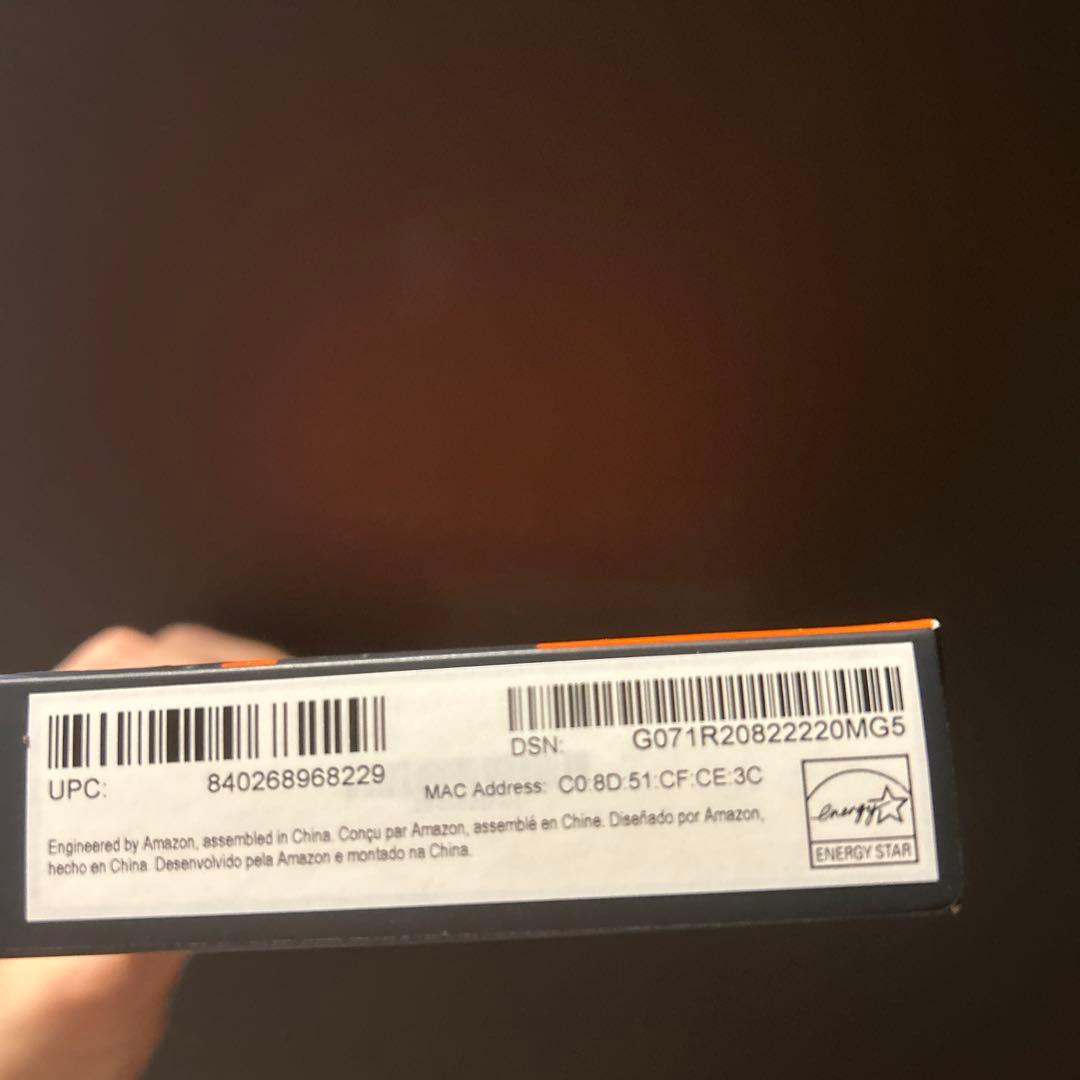 UPC: 840268968229
DSN: G071R20822220MG5
MAC Address: C0:8D:51:CF:CE:3C
Engineered by Amazon, assembled in China. Conçu par Amazon, assemblé en Chine. Diseñado por Amazon,
hecho en China. Desenvolvido pela Amazon e montado na China.
energy
ENERGY STAR